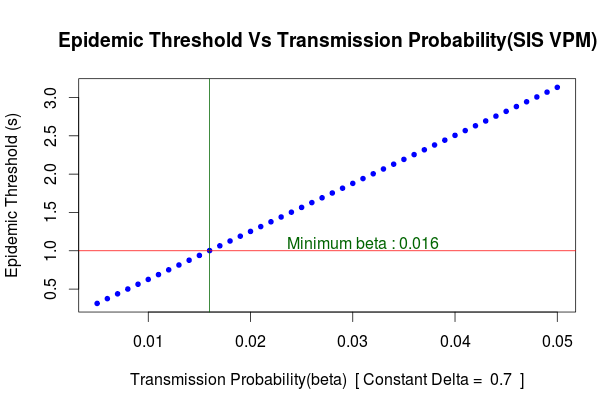 Epidemic Threshold Vs Transmission Probability(SIS VPM)
Epidemic Threshold (s)
3.0
2.5
2.0
1.5
1.0
0.5
Minimum beta : 0.016
0.01 0.02 0.03 0.04 0.05
Transmission Probability(beta) [ Constant Delta = 0.7 ]